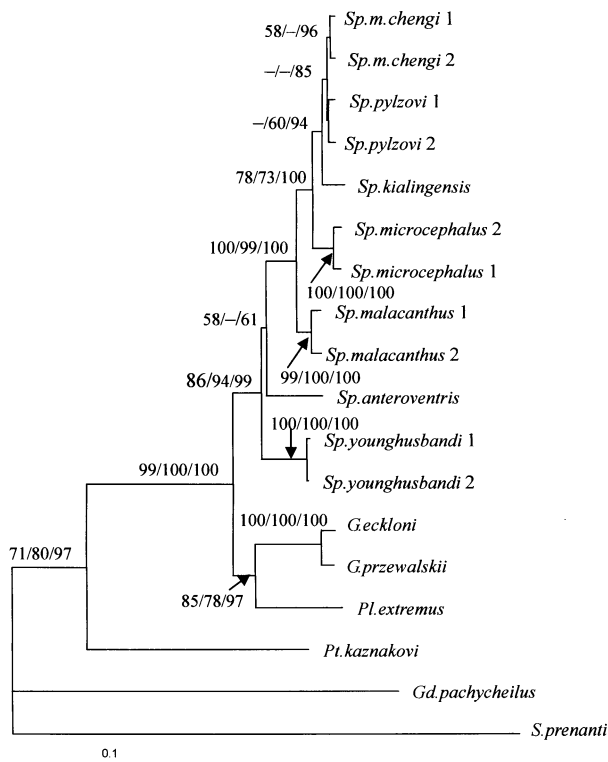 58/–/96
Sp.m.chengi 1
Sp.m.chengi 2
–/–/85
Sp.pylzovi 1
–/60/94
Sp.pylzovi 2
78/73/100
Sp.kialingensis
Sp.microcephalus 2
100/99/100
Sp.microcephalus 1
100/100/100
Sp.malacanthus 1
58/–/61
Sp.malacanthus 2
99/100/100
86/94/99
Sp.anteroventris
100/100/100
Sp.younghusbandi 1
99/100/100
Sp.younghusbandi 2
100/100/100
G.eckloni
71/80/97
G.przewalskii
85/78/97
Pl.extremus
Pt.kaznakovi
Gd.pachycheilus
S.prenanti
0.1